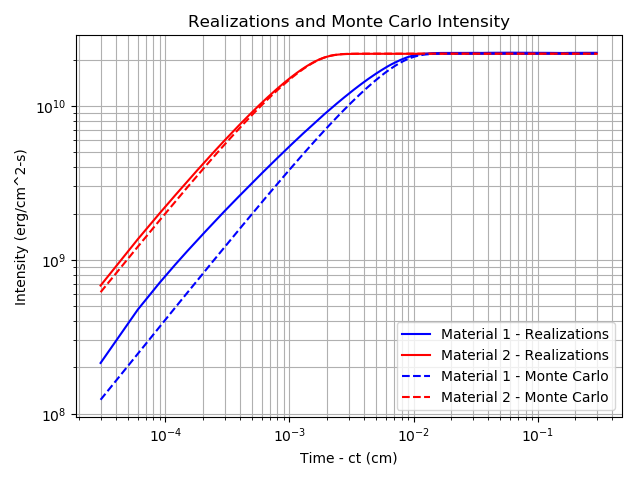 Realizations and Monte Carlo Intensity
Intensity (erg/cm^2-s)
10^10
10^9
10^8
Material 1 - Realizations
Material 2 - Realizations
Material 1 - Monte Carlo
Material 2 - Monte Carlo
10^-4 10^-3 10^-2 10^-1
Time - ct (cm)